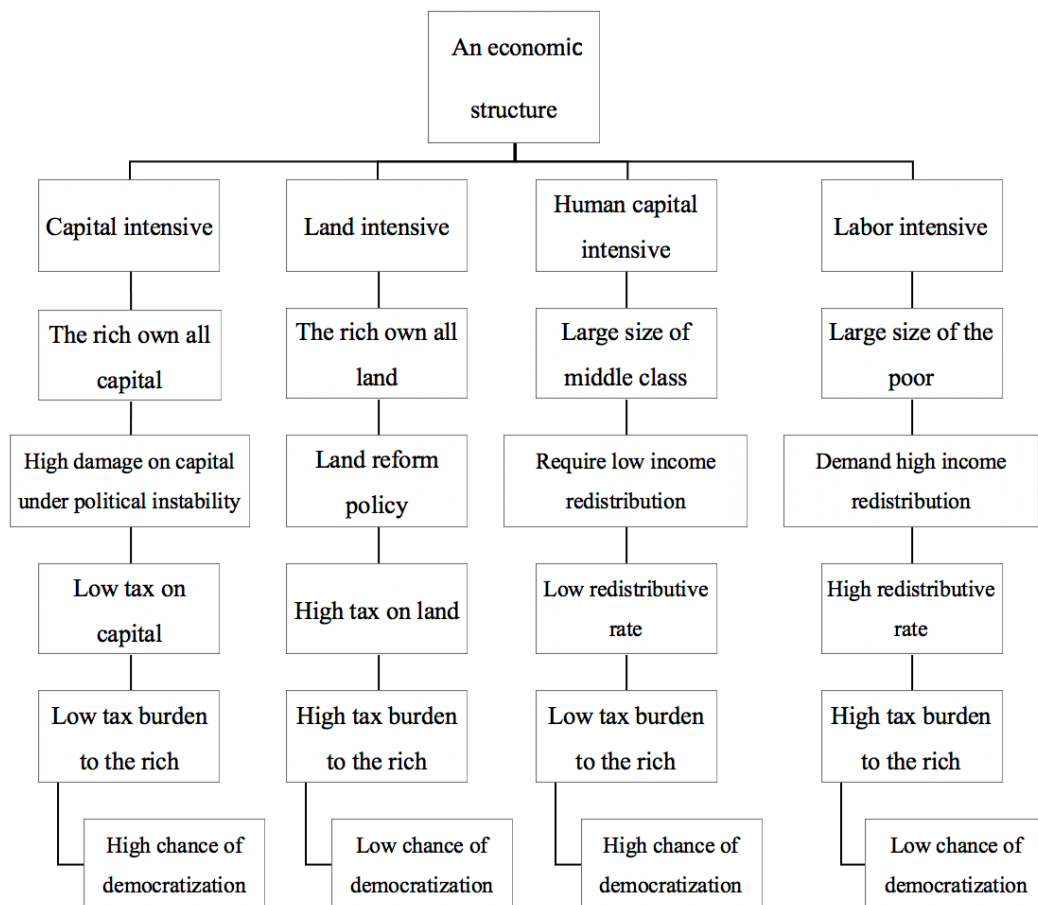 An economic
structure
Capital intensive
Land intensive
Human capital
intensive
Labor intensive
The rich own all
capital
The rich own all
land
Large size of
middle class
Large size of the
poor
High damage on capital
under political instability
Land reform
policy
Require low income
redistribution
Demand high income
redistribution
Low tax on
capital
High tax on land
Low redistributive
rate
High redistributive
rate
Low tax burden
to the rich
High tax burden
to the rich
Low tax burden
to the rich
High tax burden
to the rich
High chance of
democratization
Low chance of
democratization
High chance of
democratization
Low chance of
democratization